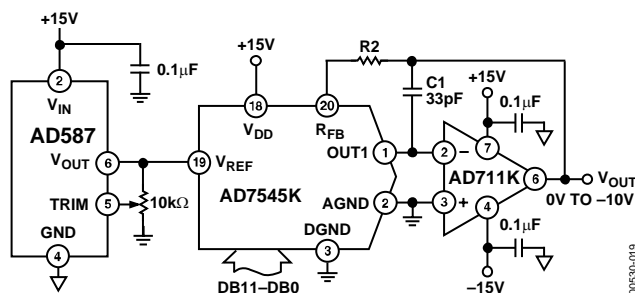 +15V
0.1μF
2
VIN
AD587
VOUT
6
TRIM
5
10kΩ
GND
4
+15V
18
VDD
20
RFB
19
VREF
AD7545K
OUT1
1
AGND
2
DGND
3
DB11–DB0
R2
C1
33pF
+15V
0.1μF
2
–
7
AD711K
6
VOUT
0V TO –10V
3
+
4
0.1μF
–15V
00530-019